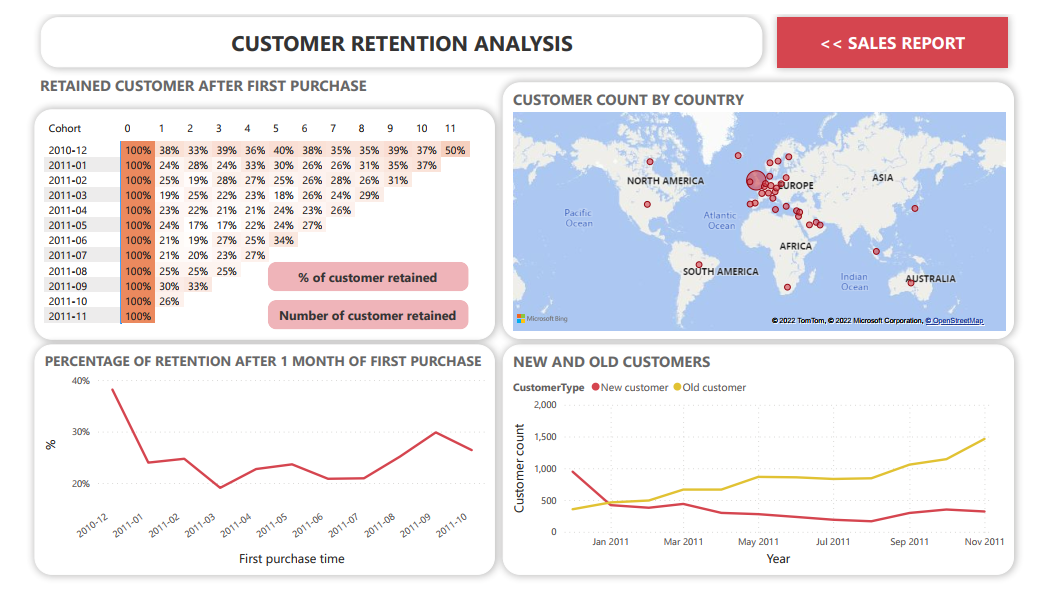 CUSTOMER RETENTION ANALYSIS
<< SALES REPORT
RETAINED CUSTOMER AFTER FIRST PURCHASE
Cohort 0 1 2 3 4 5 6 7 8 9 10 11
2010-12 100% 38% 33% 39% 36% 40% 38% 35% 35% 39% 37% 50%
2011-01 100% 24% 28% 24% 33% 30% 26% 26% 31% 35% 37%
2011-02 100% 25% 19% 28% 27% 25% 26% 28% 26% 31%
2011-03 100% 19% 25% 22% 23% 18% 26% 24% 29%
2011-04 100% 23% 22% 21% 21% 24% 23% 26%
2011-05 100% 24% 17% 17% 22% 24% 27%
2011-06 100% 21% 19% 27% 25% 34%
2011-07 100% 21% 20% 23% 27%
2011-08 100% 25% 25% 25%
2011-09 100% 30% 33%
2011-10 100% 26%
2011-11 100%
% of customer retained
Number of customer retained
CUSTOMER COUNT BY COUNTRY
NORTH AMERICA
EUROPE
ASIA
Pacific
Ocean
Atlantic
Ocean
AFRICA
SOUTH AMERICA
Indian
Ocean
AUSTRALIA
Microsoft Bing
© 2022 TomTom, © 2022 Microsoft Corporation, © OpenStreetMap
PERCENTAGE OF RETENTION AFTER 1 MONTH OF FIRST PURCHASE
40%
30%
20%
%
2010-12
2011-01
2011-02
2011-03
2011-04
2011-05
2011-06
2011-07
2011-08
2011-09
2011-10
First purchase time
NEW AND OLD CUSTOMERS
CustomerType New customer Old customer
2,000
1,500
1,000
500
0
Customer count
Jan 2011 Mar 2011 May 2011 Jul 2011 Sep 2011 Nov 2011
Year